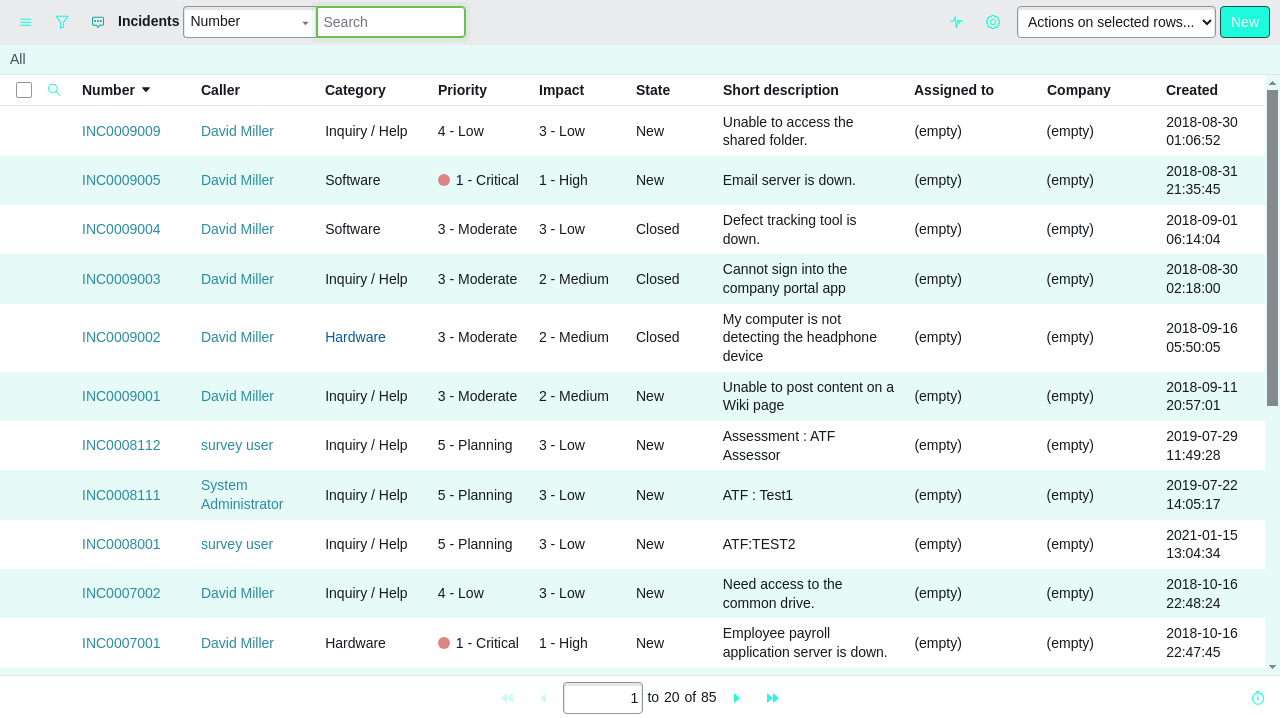 Incidents Number Search Actions on selected rows... New
All
Number Caller Category Priority Impact State Short description Assigned to Company Created
INC0009009 David Miller Inquiry / Help 4 - Low 3 - Low New Unable to access the shared folder. (empty) (empty) 2018-08-30 01:06:52
INC0009005 David Miller Software 1 - Critical 1 - High New Email server is down. (empty) (empty) 2018-08-31 21:35:45
INC0009004 David Miller Software 3 - Moderate 3 - Low Closed Defect tracking tool is down. (empty) (empty) 2018-09-01 06:14:04
INC0009003 David Miller Inquiry / Help 3 - Moderate 2 - Medium Closed Cannot sign into the company portal app (empty) (empty) 2018-08-30 02:18:00
INC0009002 David Miller Hardware 3 - Moderate 2 - Medium Closed My computer is not detecting the headphone device (empty) (empty) 2018-09-16 05:50:05
INC0009001 David Miller Inquiry / Help 3 - Moderate 2 - Medium New Unable to post content on a Wiki page (empty) (empty) 2018-09-11 20:57:01
INC0008112 survey user Inquiry / Help 5 - Planning 3 - Low New Assessment : ATF Assessor (empty) (empty) 2019-07-29 11:49:28
INC0008111 System Administrator Inquiry / Help 5 - Planning 3 - Low New ATF : Test1 (empty) (empty) 2019-07-22 14:05:17
INC0008001 survey user Inquiry / Help 5 - Planning 3 - Low New ATF:TEST2 (empty) (empty) 2021-01-15 13:04:34
INC0007002 David Miller Inquiry / Help 4 - Low 3 - Low New Need access to the common drive. (empty) (empty) 2018-10-16 22:48:24
INC0007001 David Miller Hardware 1 - Critical 1 - High New Employee payroll application server is down. (empty) (empty) 2018-10-16 22:47:45
1 to 20 of 85